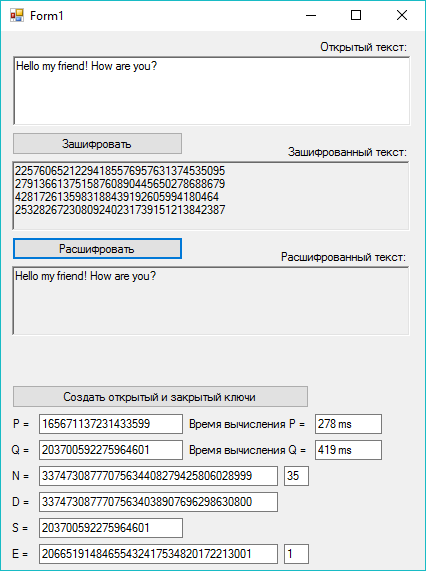 Form1
Открытый текст:
Hello my friend! How are you?
Зашифровать
Зашифрованный текст:
22576065212294185576957631374535095
27913661375158760890445650278688679
42817261359831884391926059941 80464
25328267230809240231739151213842387
Расшифровать
Расшифрованный текст:
Hello my friend! How are you?
Создать открытый и закрытый ключи
P = 165671137231433599 Время вычисления P = 278 ms
Q = 203700592275964601 Время вычисления Q = 419 ms
N = 33747308777075634408279425806028999 35
D = 33747308777075634038907696298630800
S = 203700592275964601
E = 20665191484655432417534820172213001 1